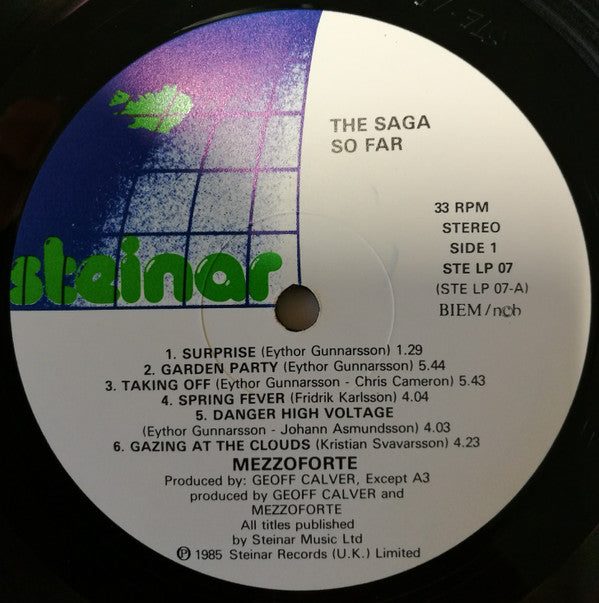 THE SAGA
SO FAR
33 RPM
STEREO
SIDE 1
STE LP 07
(STE LP 07-A)
BIEM/ncb
steinar
1. SURPRISE (Eythor Gunnarsson) 1.29
2. GARDEN PARTY (Eythor Gunnarsson) 5.44
3. TAKING OFF (Eythor Gunnarsson - Chris Cameron) 5.43
4. SPRING FEVER (Fridrik Karlsson) 4.04
5. DANGER HIGH VOLTAGE
(Eythor Gunnarsson - Johann Asmundsson) 4.03
6. GAZING AT THE CLOUDS (Kristian Svavarsson) 4.23
MEZZOFORTE
Produced by: GEOFF CALVER, Except A3
produced by GEOFF CALVER and
MEZZOFORTE
All titles published
by Steinar Music Ltd
℗ 1985 Steinar Records (U.K.) Limited